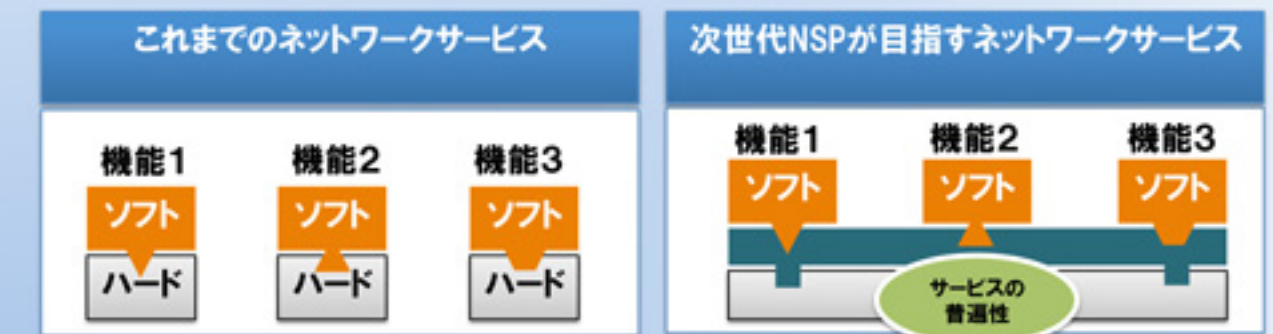 これまでのネットワークサービス
機能1 機能2 機能3
ソフト ソフト ソフト
ハード ハード ハード
次世代NSPが目指すネットワークサービス
機能1 機能2 機能3
ソフト ソフト ソフト
サービスの
普遍性